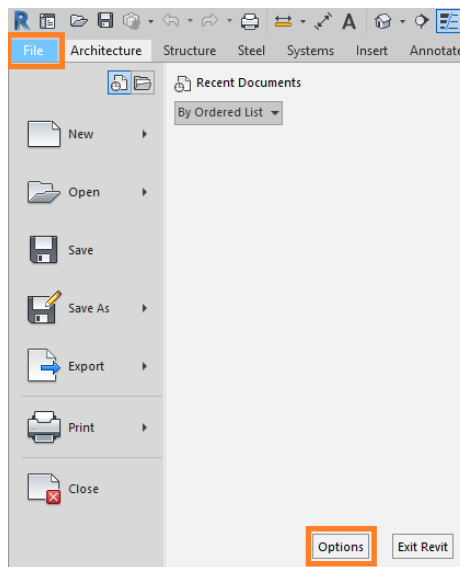 R A
File Architecture Structure Steel Systems Insert Annotate
Recent Documents
By Ordered List
New
Open
Save
Save As
Export
Print
Close
Options Exit Revit